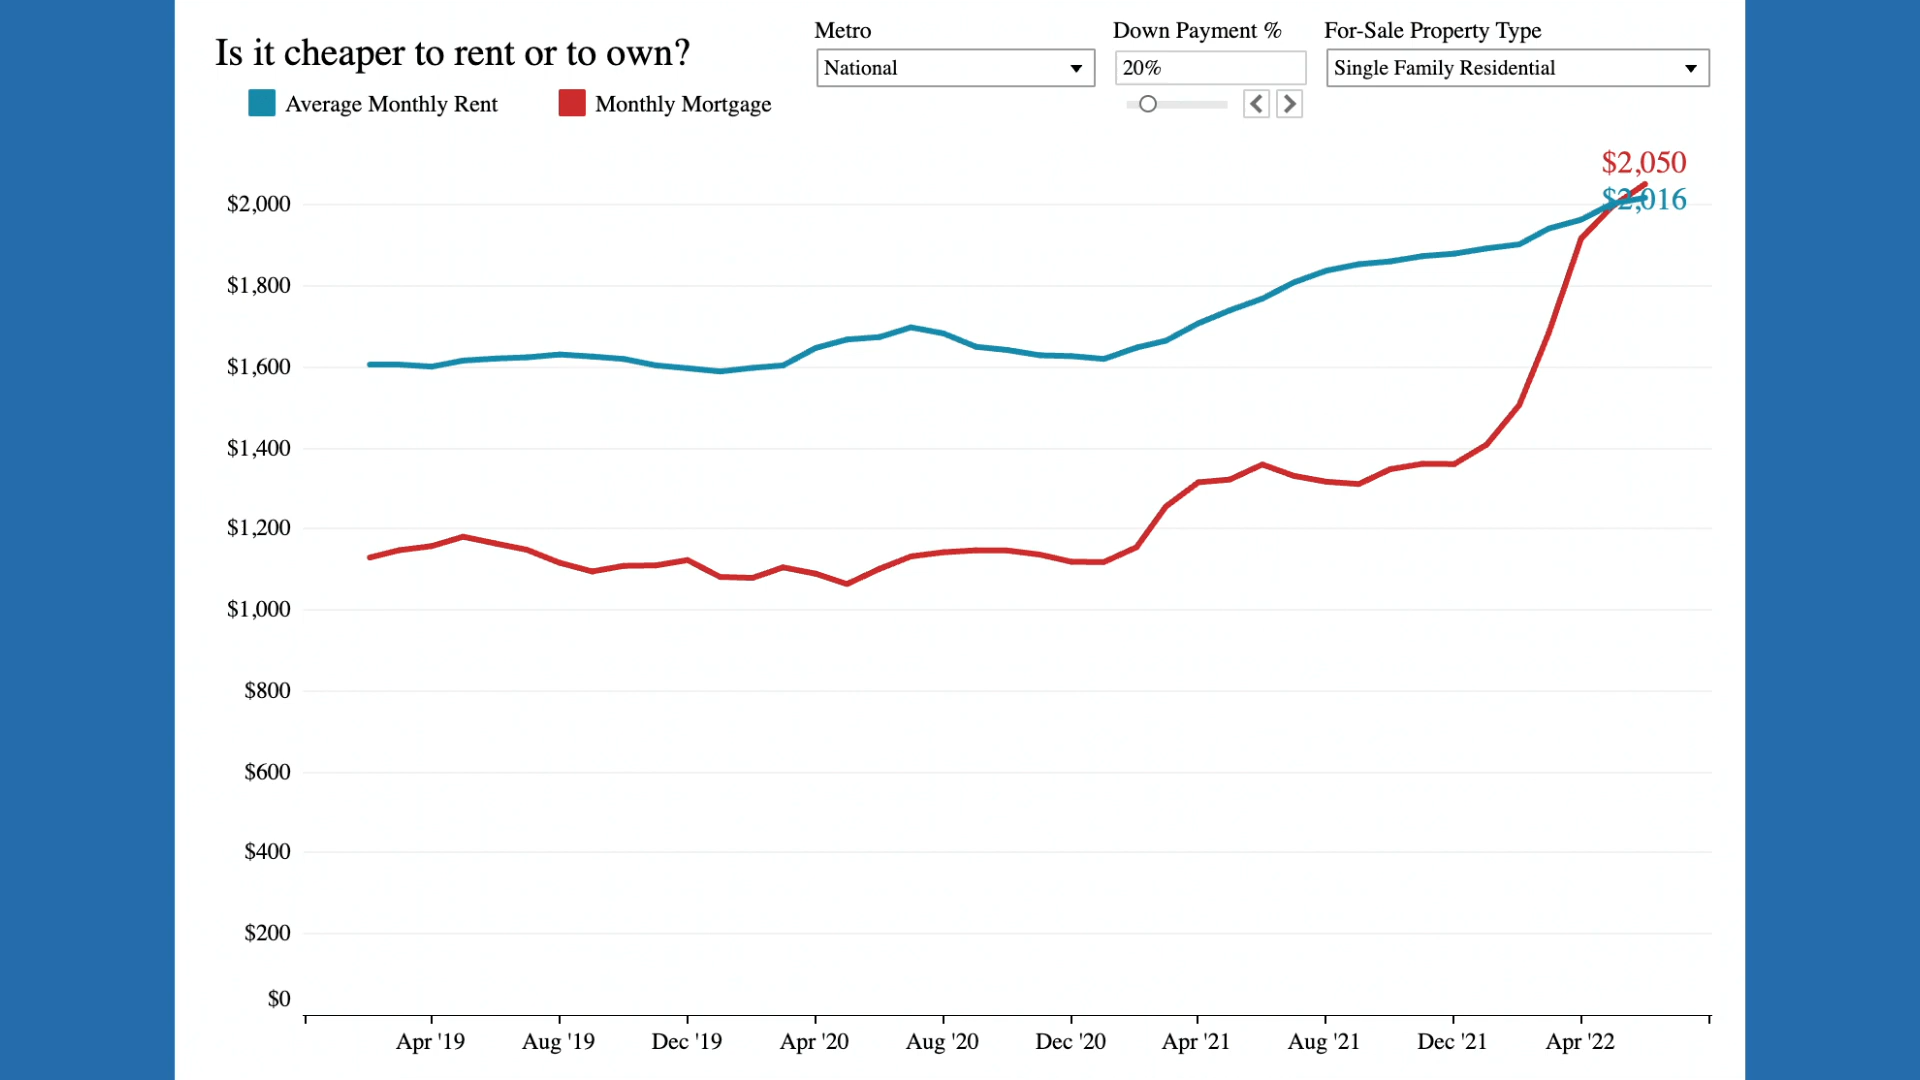 Is it cheaper to rent or to own?
Average Monthly Rent
Monthly Mortgage
Metro
National
Down Payment %
20%
For-Sale Property Type
Single Family Residential
$2,050
$2,016
$2,000
$1,800
$1,600
$1,400
$1,200
$1,000
$800
$600
$400
$200
$0
Apr '19
Aug '19
Dec '19
Apr '20
Aug '20
Dec '20
Apr '21
Aug '21
Dec '21
Apr '22